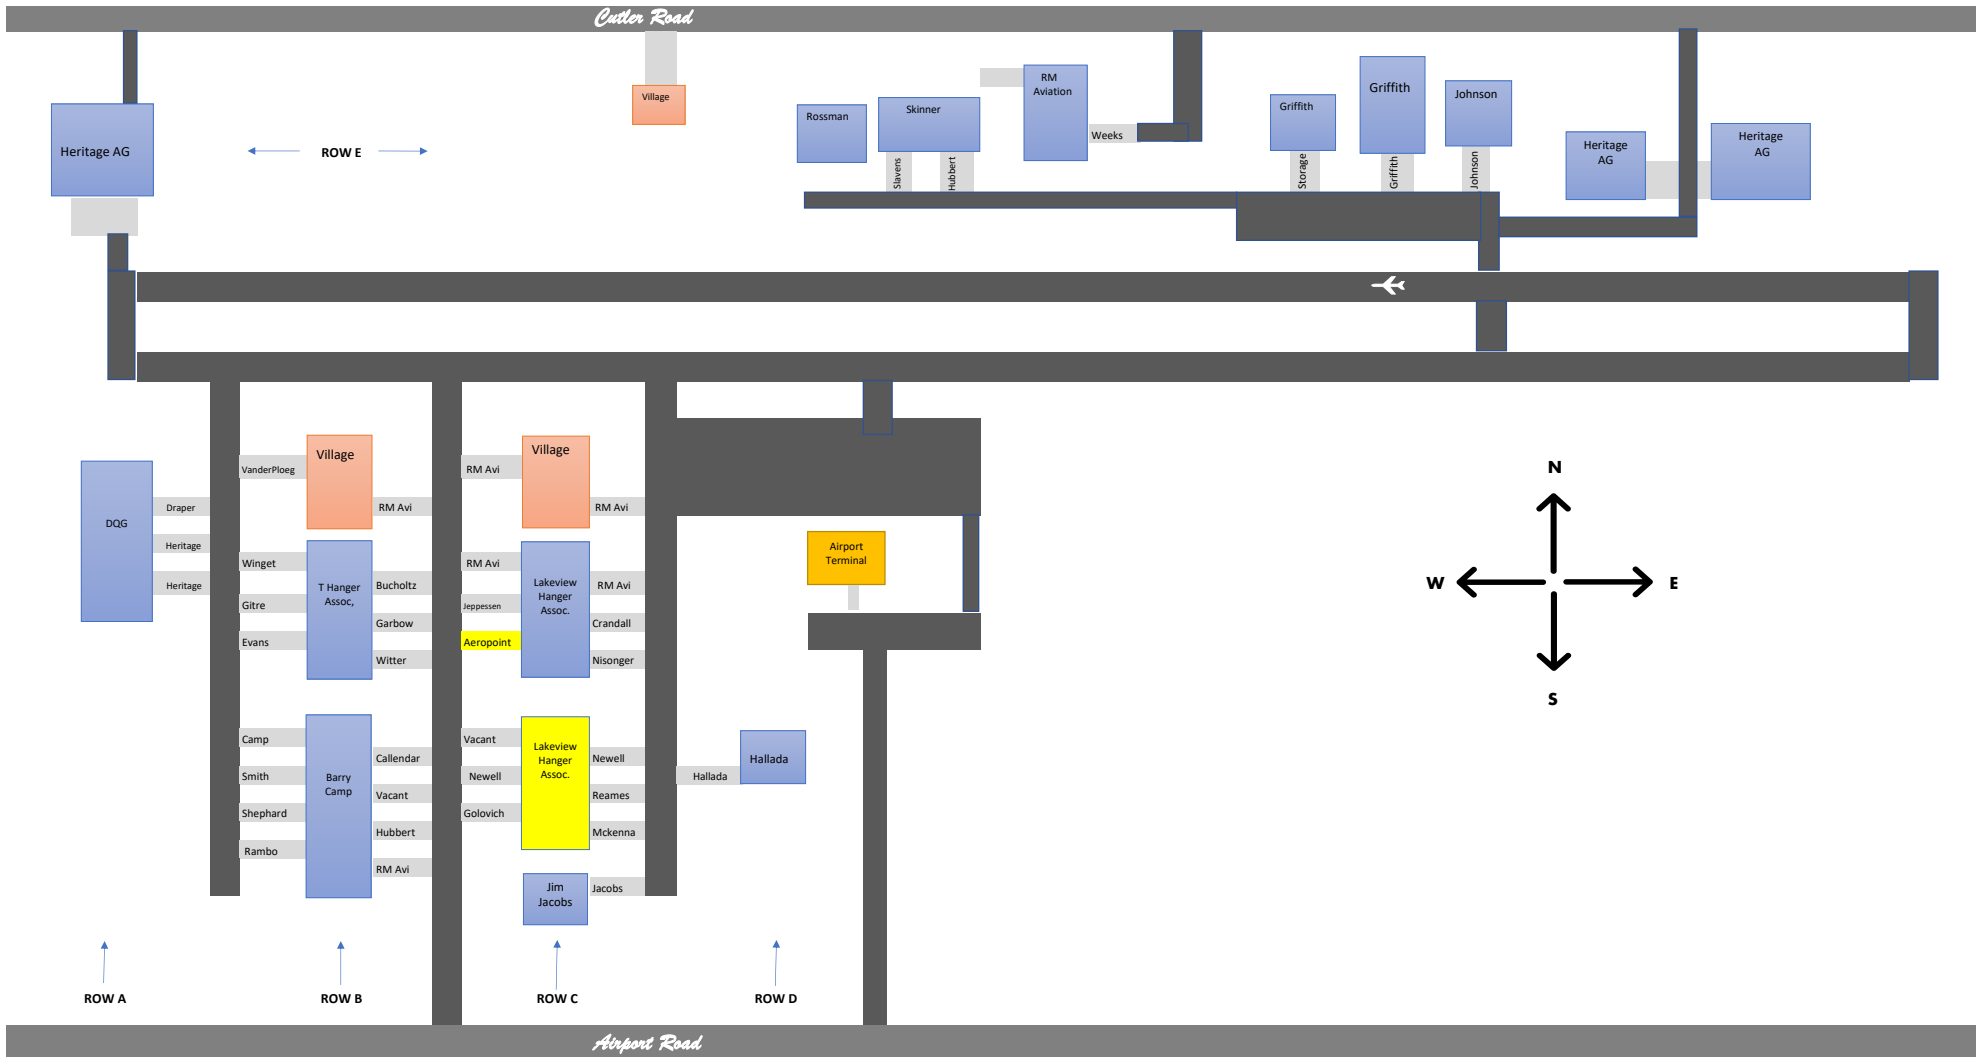 Cutler Road
Village
RM
Aviation
Weeks
Rossman
Skinner
Slavens
Hubbert
Griffith
Storage
Griffith
Griffith
Johnson
Johnson
Heritage
AG
Heritage
AG
Heritage AG
ROW E
DQG
Draper
Heritage
Heritage
VanderPloeg
Village
RM Avi
Winget
Gitre
Evans
T Hanger
Assoc,
Bucholtz
Garbow
Witter
Camp
Smith
Shephard
Rambo
Barry
Camp
Callendar
Vacant
Hubbert
RM Avi
RM Avi
Village
RM Avi
RM Avi
Jeppessen
Aeropoint
Lakeview
Hanger
Assoc.
RM Avi
Crandall
Nisonger
Vacant
Newell
Golovich
Lakeview
Hanger
Assoc.
Newell
Reames
Mckenna
Jim
Jacobs
Jacobs
Hallada
Hallada
Airport
Terminal
N
W
E
S
ROW A
ROW B
ROW C
ROW D
Airport Road